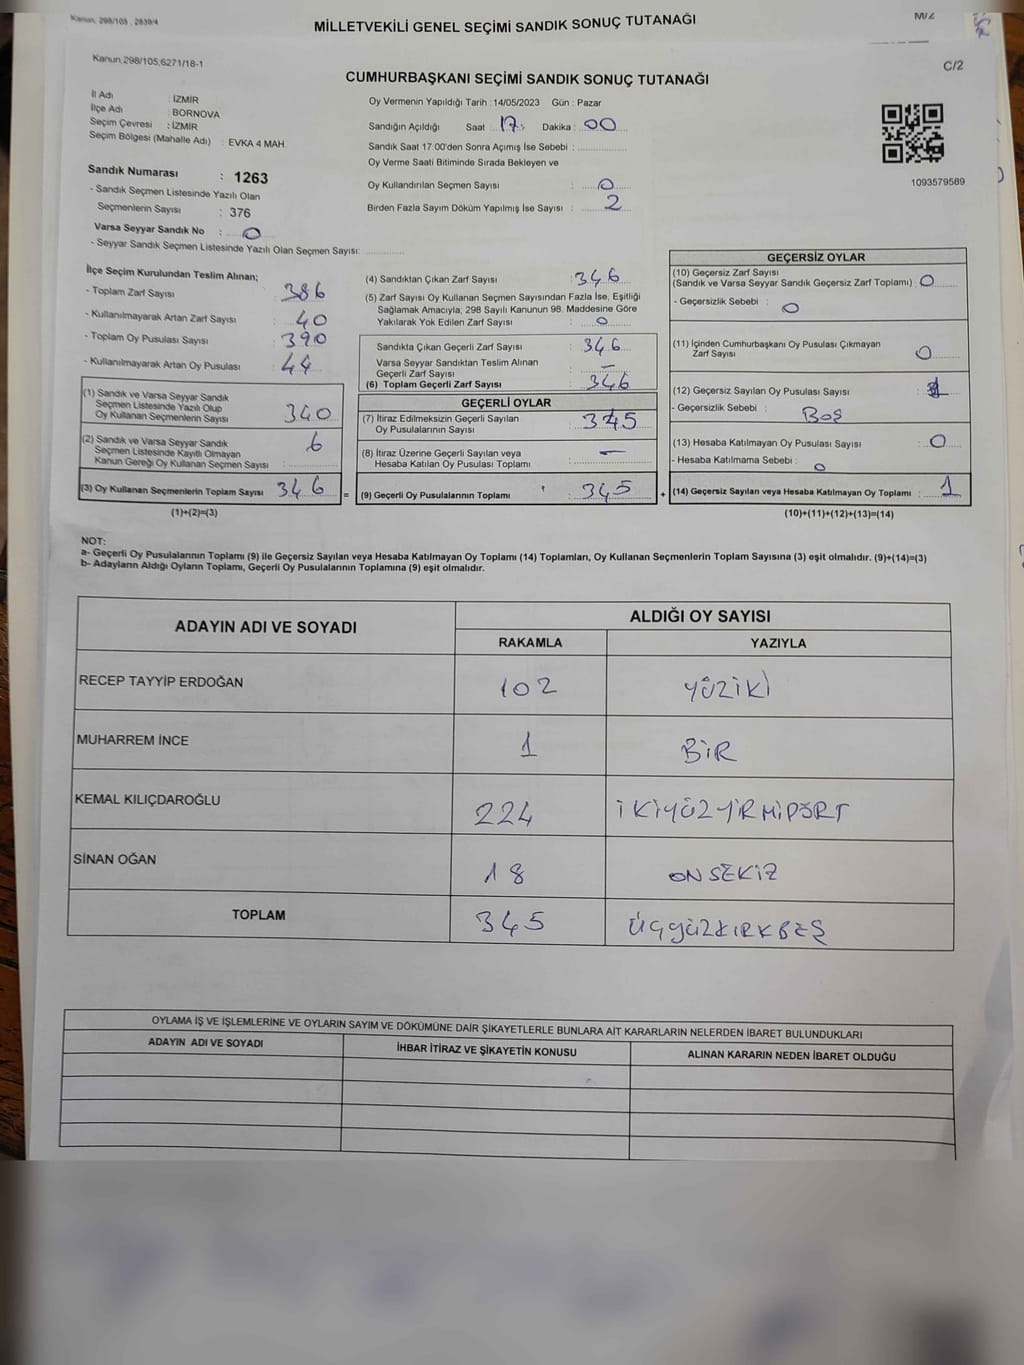 Kanun, 298/105, 2839/4
MİLLETVEKİLİ GENEL SEÇİMİ SANDIK SONUÇ TUTANAĞI
M/2
Kanun,298/105,6271/18-1
CUMHURBAŞKANI SEÇİMİ SANDIK SONUÇ TUTANAĞI
C/2
İl Adı : İZMİR
İlçe Adı : BORNOVA
Seçim Çevresi : İZMİR
Seçim Bölgesi (Mahalle Adı) : EVKA 4 MAH.
Sandık Numarası : 1263
- Sandık Seçmen Listesinde Yazılı Olan
Seçmenlerin Sayısı : 376
Varsa Seyyar Sandık No : 0
- Seyyar Sandık Seçmen Listesinde Yazılı Olan Seçmen Sayısı: ............
Oy Vermenin Yapıldığı Tarih : 14/05/2023 Gün : Pazar
Sandığın Açıldığı Saat : 17 Dakika : 00
Sandık Saat 17:00'den Sonra Açımış İse Sebebi : ...............
Oy Verme Saati Bitiminde Sırada Bekleyen ve
Oy Kullandırılan Seçmen Sayısı : 0
Birden Fazla Sayım Döküm Yapılmış İse Sayısı : 2
1093579589
İlçe Seçim Kurulundan Teslim Alınan;
- Toplam Zarf Sayısı : 386
- Kullanılmayarak Artan Zarf Sayısı : 40
- Toplam Oy Pusulası Sayısı : 390
- Kullanılmayarak Artan Oy Pusulası : 44
(1) Sandık ve Varsa Seyyar Sandık
Seçmen Listesinde Yazılı Olup
Oy Kullanan Seçmenlerin Sayısı : 340
(2) Sandık ve Varsa Seyyar Sandık
Seçmen Listesinde Kayıtlı Olmayan
Kanun Gereği Oy Kullanan Seçmen Sayısı : 6
(3) Oy Kullanan Seçmenlerin Toplam Sayısı 346 =
(1)+(2)=(3)
(4) Sandıktan Çıkan Zarf Sayısı : 346
(5) Zarf Sayısı Oy Kullanan Seçmen Sayısından Fazla İse, Eşitliği
Sağlamak Amacıyla, 298 Sayılı Kanunun 98. Maddesine Göre
Yakılarak Yok Edilen Zarf Sayısı : 0
Sandıkta Çıkan Geçerli Zarf Sayısı : 346
Varsa Seyyar Sandıktan Teslim Alınan
Geçerli Zarf Sayısı : —
(6) Toplam Geçerli Zarf Sayısı : 346
GEÇERLİ OYLAR
(7) İtiraz Edilmeksizin Geçerli Sayılan
Oy Pusulalarının Sayısı : 345
(8) İtiraz Üzerine Geçerli Sayılan veya
Hesaba Katılan Oy Pusulası Toplamı : —
(9) Geçerli Oy Pusulalarının Toplamı : 345 +
GEÇERSİZ OYLAR
(10) Geçersiz Zarf Sayısı
(Sandık ve Varsa Seyyar Sandık Geçersiz Zarf Toplamı) : 0
- Geçersizlik Sebebi : 0
(11) İçinden Cumhurbaşkanı Oy Pusulası Çıkmayan
Zarf Sayısı : 0
(12) Geçersiz Sayılan Oy Pusulası Sayısı : 1
- Geçersizlik Sebebi : Boş
(13) Hesaba Katılmayan Oy Pusulası Sayısı : 0
- Hesaba Katılmama Sebebi : 0
(14) Geçersiz Sayılan veya Hesaba Katılmayan Oy Toplamı : 1
(10)+(11)+(12)+(13)=(14)
NOT:
a- Geçerli Oy Pusulalarının Toplamı (9) ile Geçersiz Sayılan veya Hesaba Katılmayan Oy Toplamı (14) Toplamları, Oy Kullanan Seçmenlerin Toplam Sayısına (3) eşit olmalıdır. (9)+(14)=(3)
b- Adayların Aldığı Oyların Toplamı, Geçerli Oy Pusulalarının Toplamına (9) eşit olmalıdır.
ADAYIN ADI VE SOYADI
ALDIĞI OY SAYISI
RAKAMLA YAZIYLA
RECEP TAYYİP ERDOĞAN 102 YÜZİKİ
MUHARREM İNCE 1 BİR
KEMAL KILIÇDAROĞLU 224 İKİYÜZYİRMİDÖRT
SİNAN OĞAN 18 ONSEKİZ
TOPLAM 345 ÜÇYÜZKIRKBEŞ
OYLAMA İŞ VE İŞLEMLERİNE VE OYLARIN SAYIM VE DÖKÜMÜNE DAİR ŞİKAYETLERLE BUNLARA AİT KARARLARIN NELERDEN İBARET BULUNDUKLARI
ADAYIN ADI VE SOYADI İHBAR İTİRAZ VE ŞİKAYETİN KONUSU ALINAN KARARIN NEDEN İBARET OLDUĞU